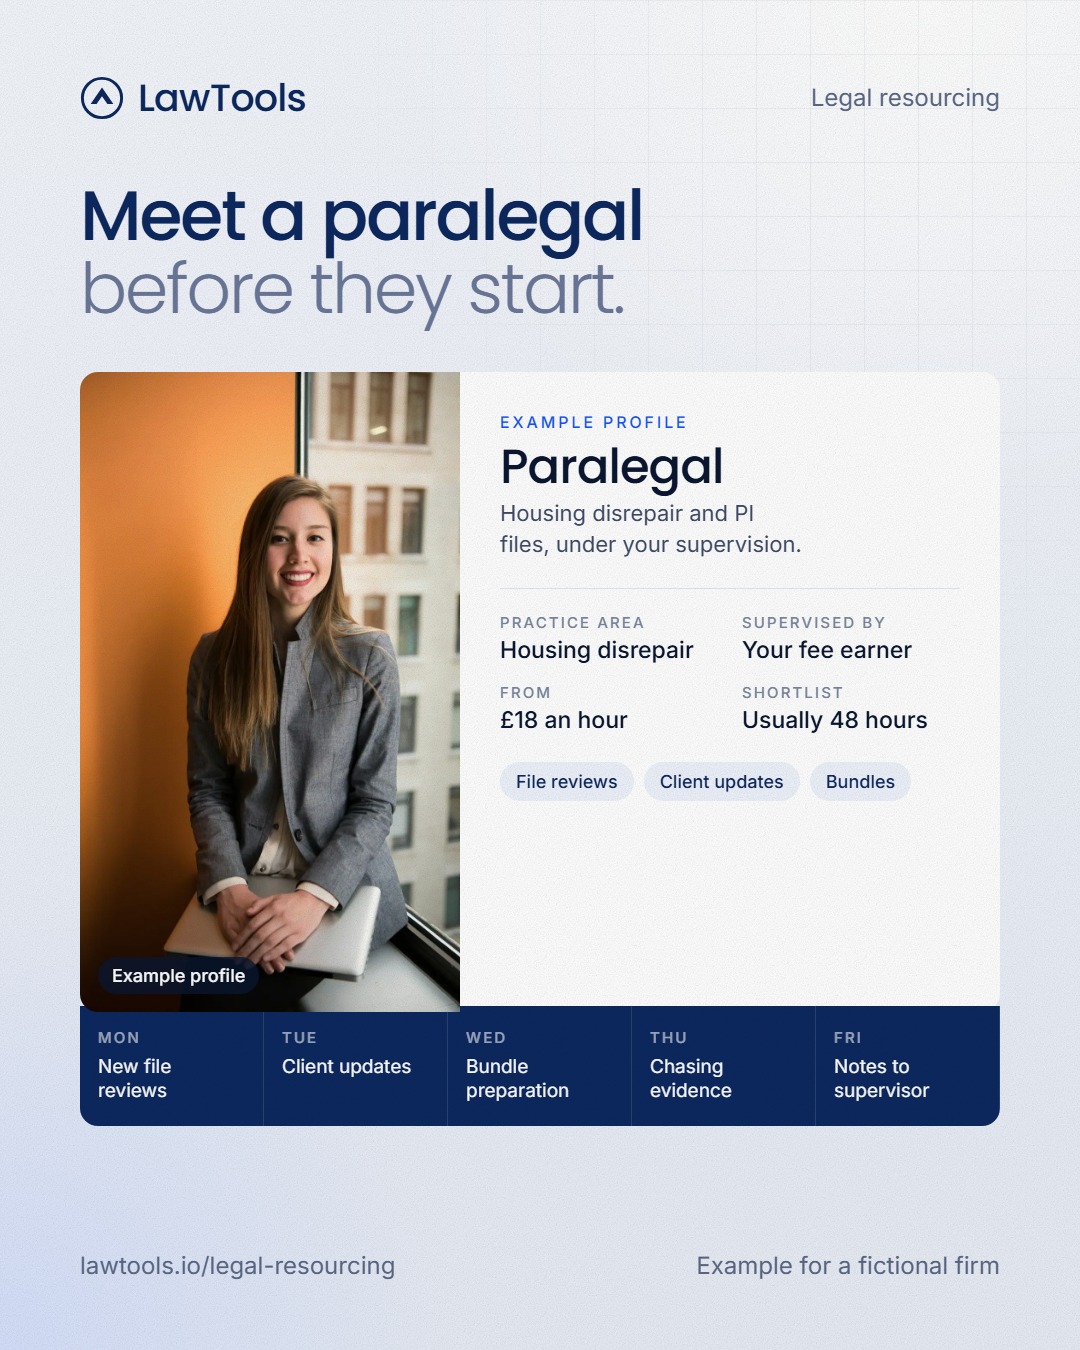 LawTools
Legal resourcing
Meet a paralegal
before they start.
EXAMPLE PROFILE
Paralegal
Housing disrepair and PI
files, under your supervision.
PRACTICE AREA
Housing disrepair
SUPERVISED BY
Your fee earner
FROM
£18 an hour
SHORTLIST
Usually 48 hours
File reviews
Client updates
Bundles
Example profile
MON
New file
reviews
TUE
Client updates
WED
Bundle
preparation
THU
Chasing
evidence
FRI
Notes to
supervisor
lawtools.io/legal-resourcing
Example for a fictional firm